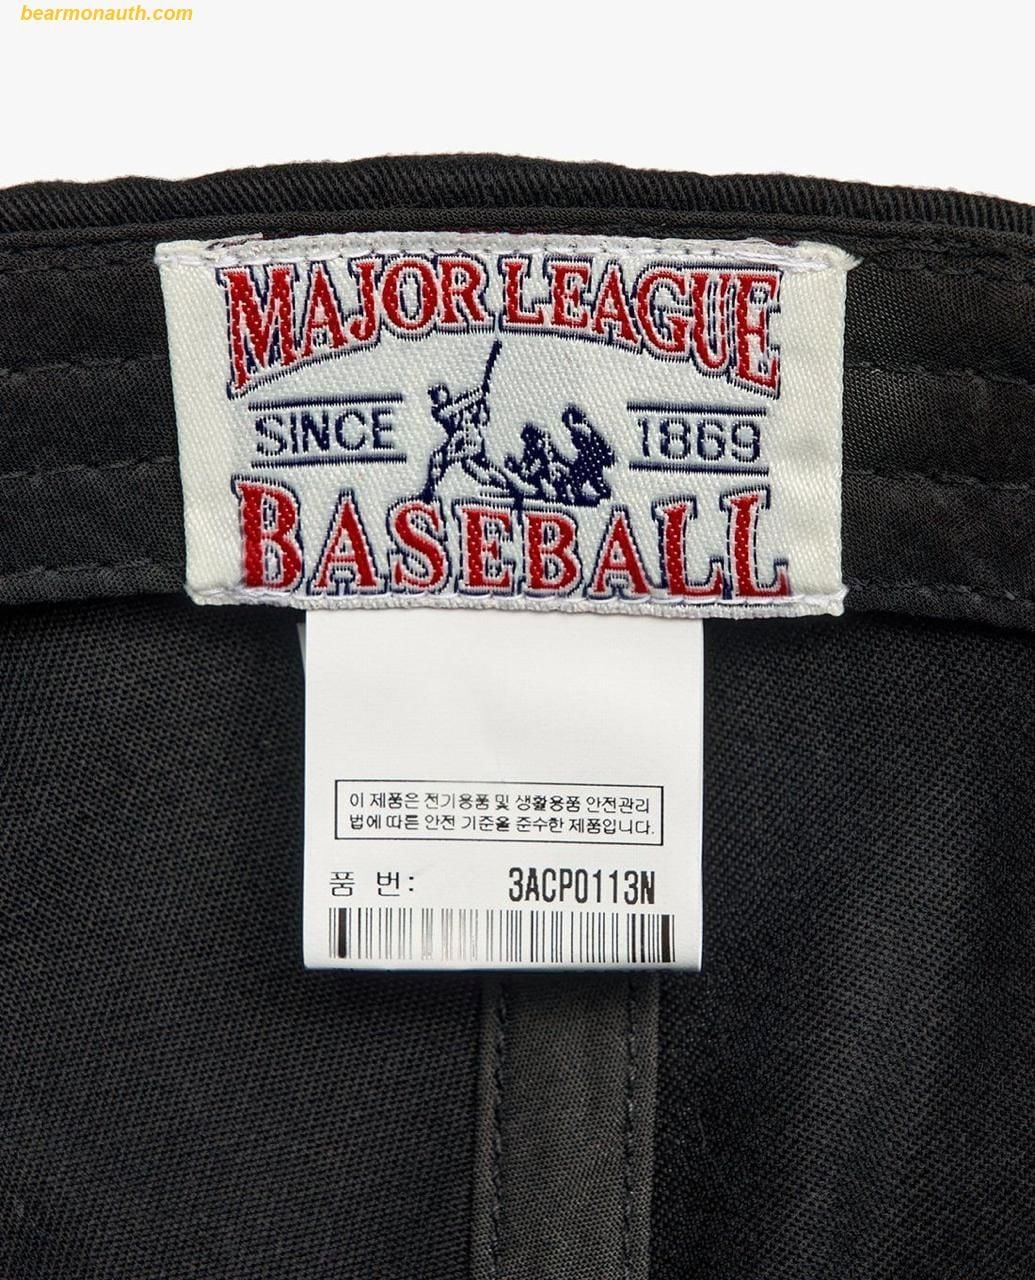 bearmonauth.com
MAJOR LEAGUE
SINCE 1869
BASEBALL
이 제품은 전기용품 및 생활용품 안전관리
법에 따른 안전 기준을 준수한 제품입니다.
품 번: 3ACP0113N